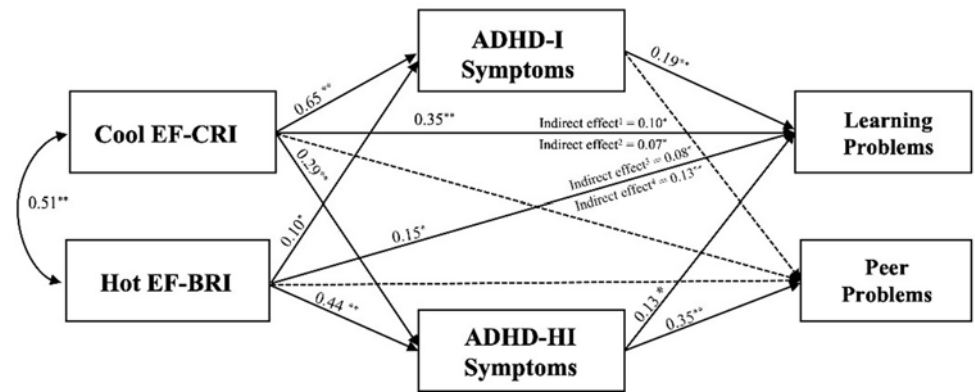 ADHD-I
Symptoms
0.19**
0.65**
Cool EF-CRI
0.35**
Indirect effect¹ = 0.10*
Indirect effect² = 0.07*
Learning
Problems
0.29**
Indirect effect³ = 0.08*
Indirect effect⁴ = 0.13**
0.51**
0.10*
0.15*
Hot EF-BRI
Peer
Problems
0.44 **
0.13 *
0.35**
ADHD-HI
Symptoms